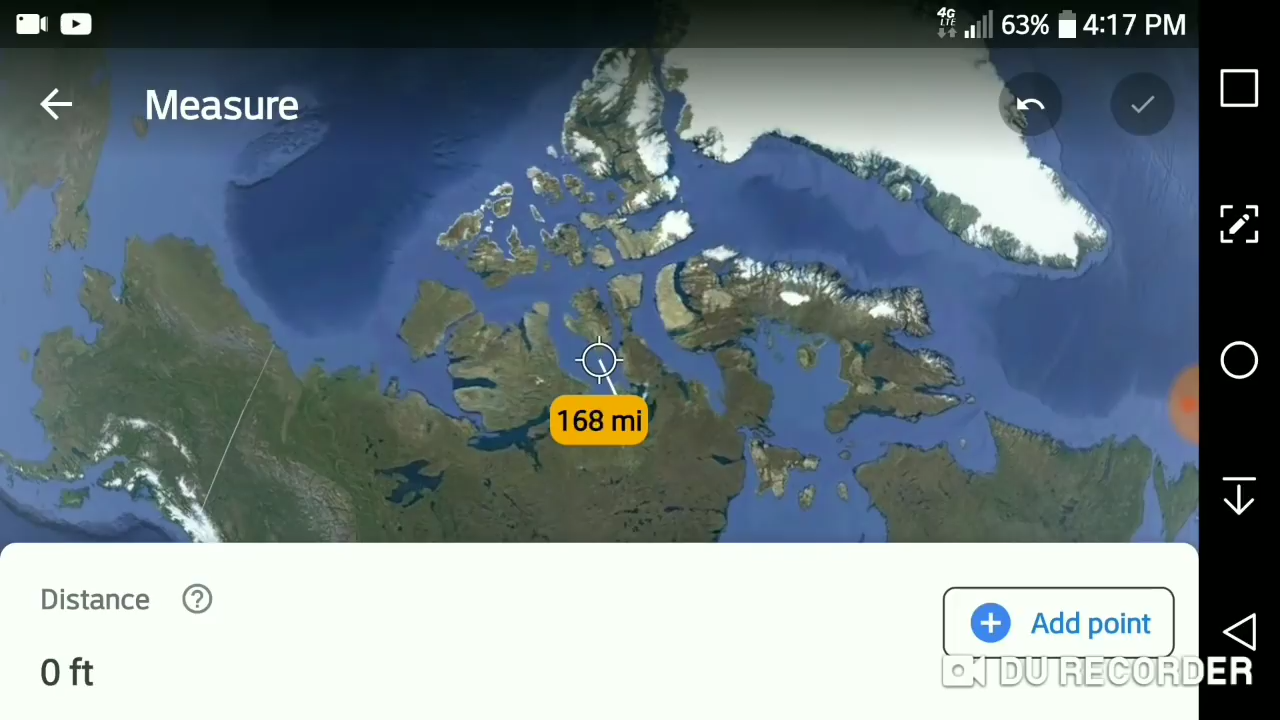 4G
LTE
63%
4:17 PM
Measure
168 mi
Distance
?
0 ft
Add point
DU RECORDER